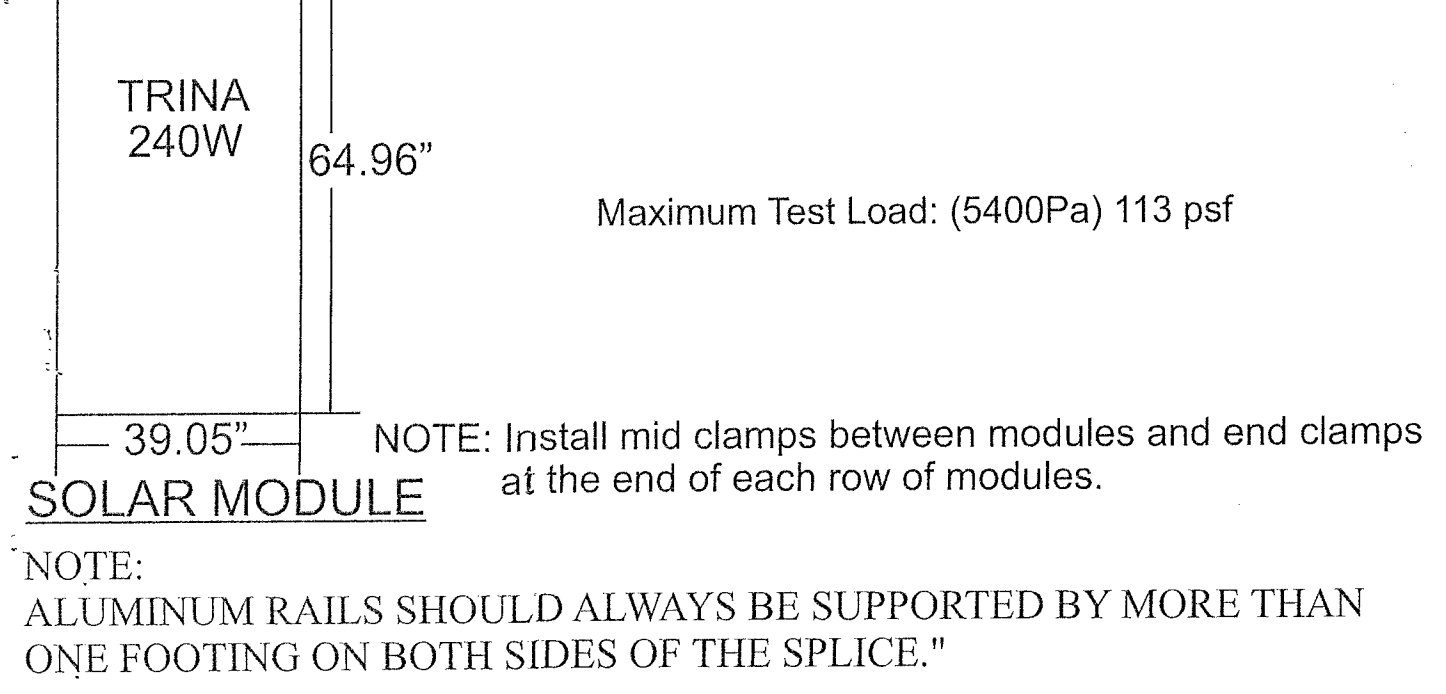 TRINA
240W
64.96”
Maximum Test Load: (5400Pa) 113 psf
39.05”
NOTE: Install mid clamps between modules and end clamps
at the end of each row of modules.
SOLAR MODULE
NOTE:
ALUMINUM RAILS SHOULD ALWAYS BE SUPPORTED BY MORE THAN
ONE FOOTING ON BOTH SIDES OF THE SPLICE."